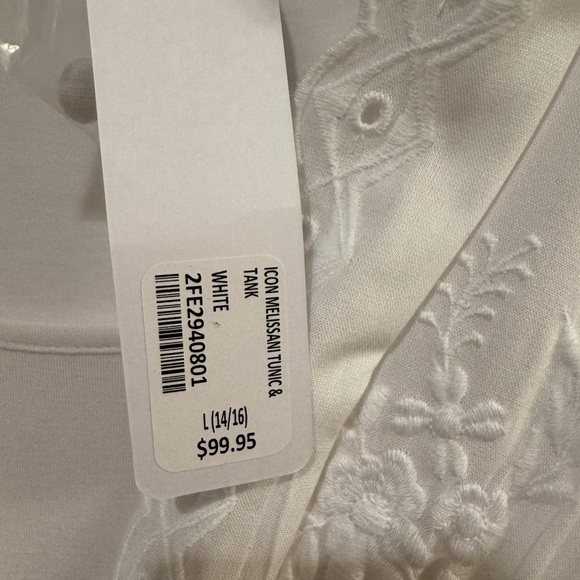 ICON MELISSANI TUNIC &
TANK
WHITE
2FE2940801
L (14/16)
$99.95